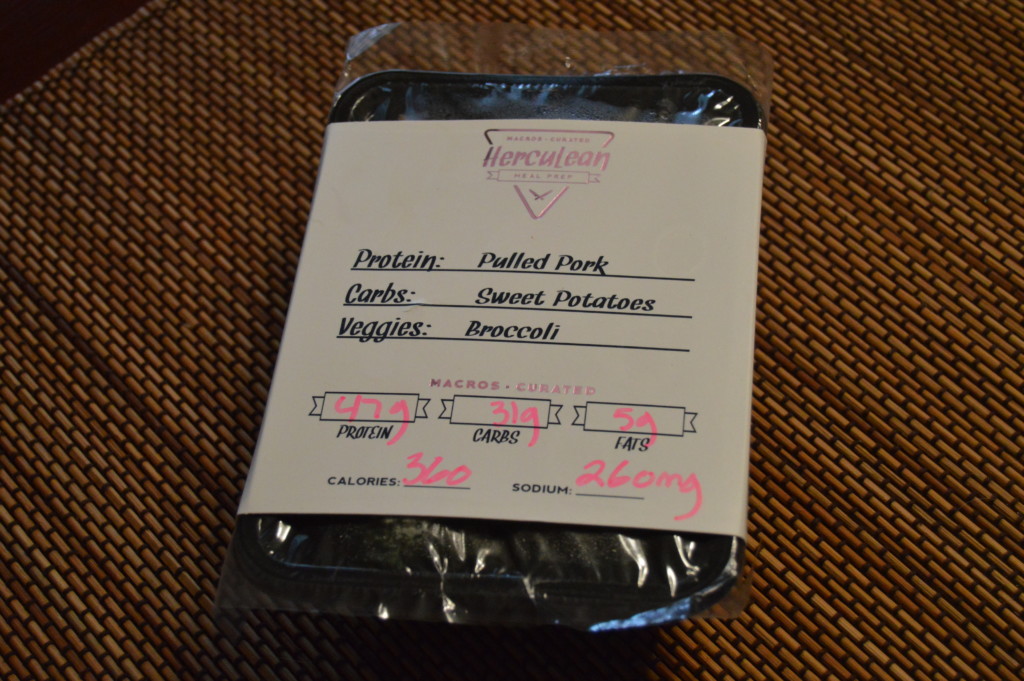 MACROS · CURATED
Herculean
MEAL PREP
Protein: Pulled Pork
Carbs: Sweet Potatoes
Veggies: Broccoli
MACROS · CURATED
47g 31g 5g
PROTEIN CARBS FATS
CALORIES: 360 SODIUM: 260mg